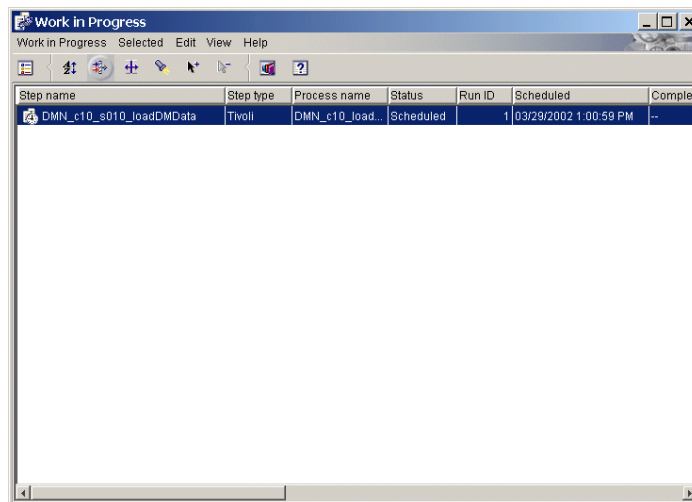 Work in Progress
Work in Progress Selected Edit View Help
Step name Step type Process name Status Run ID Scheduled Comple
DMN_c10_s010_loadDMData Tivoli DMN_c10_load... Scheduled 1 03/29/2002 1:00:59 PM --